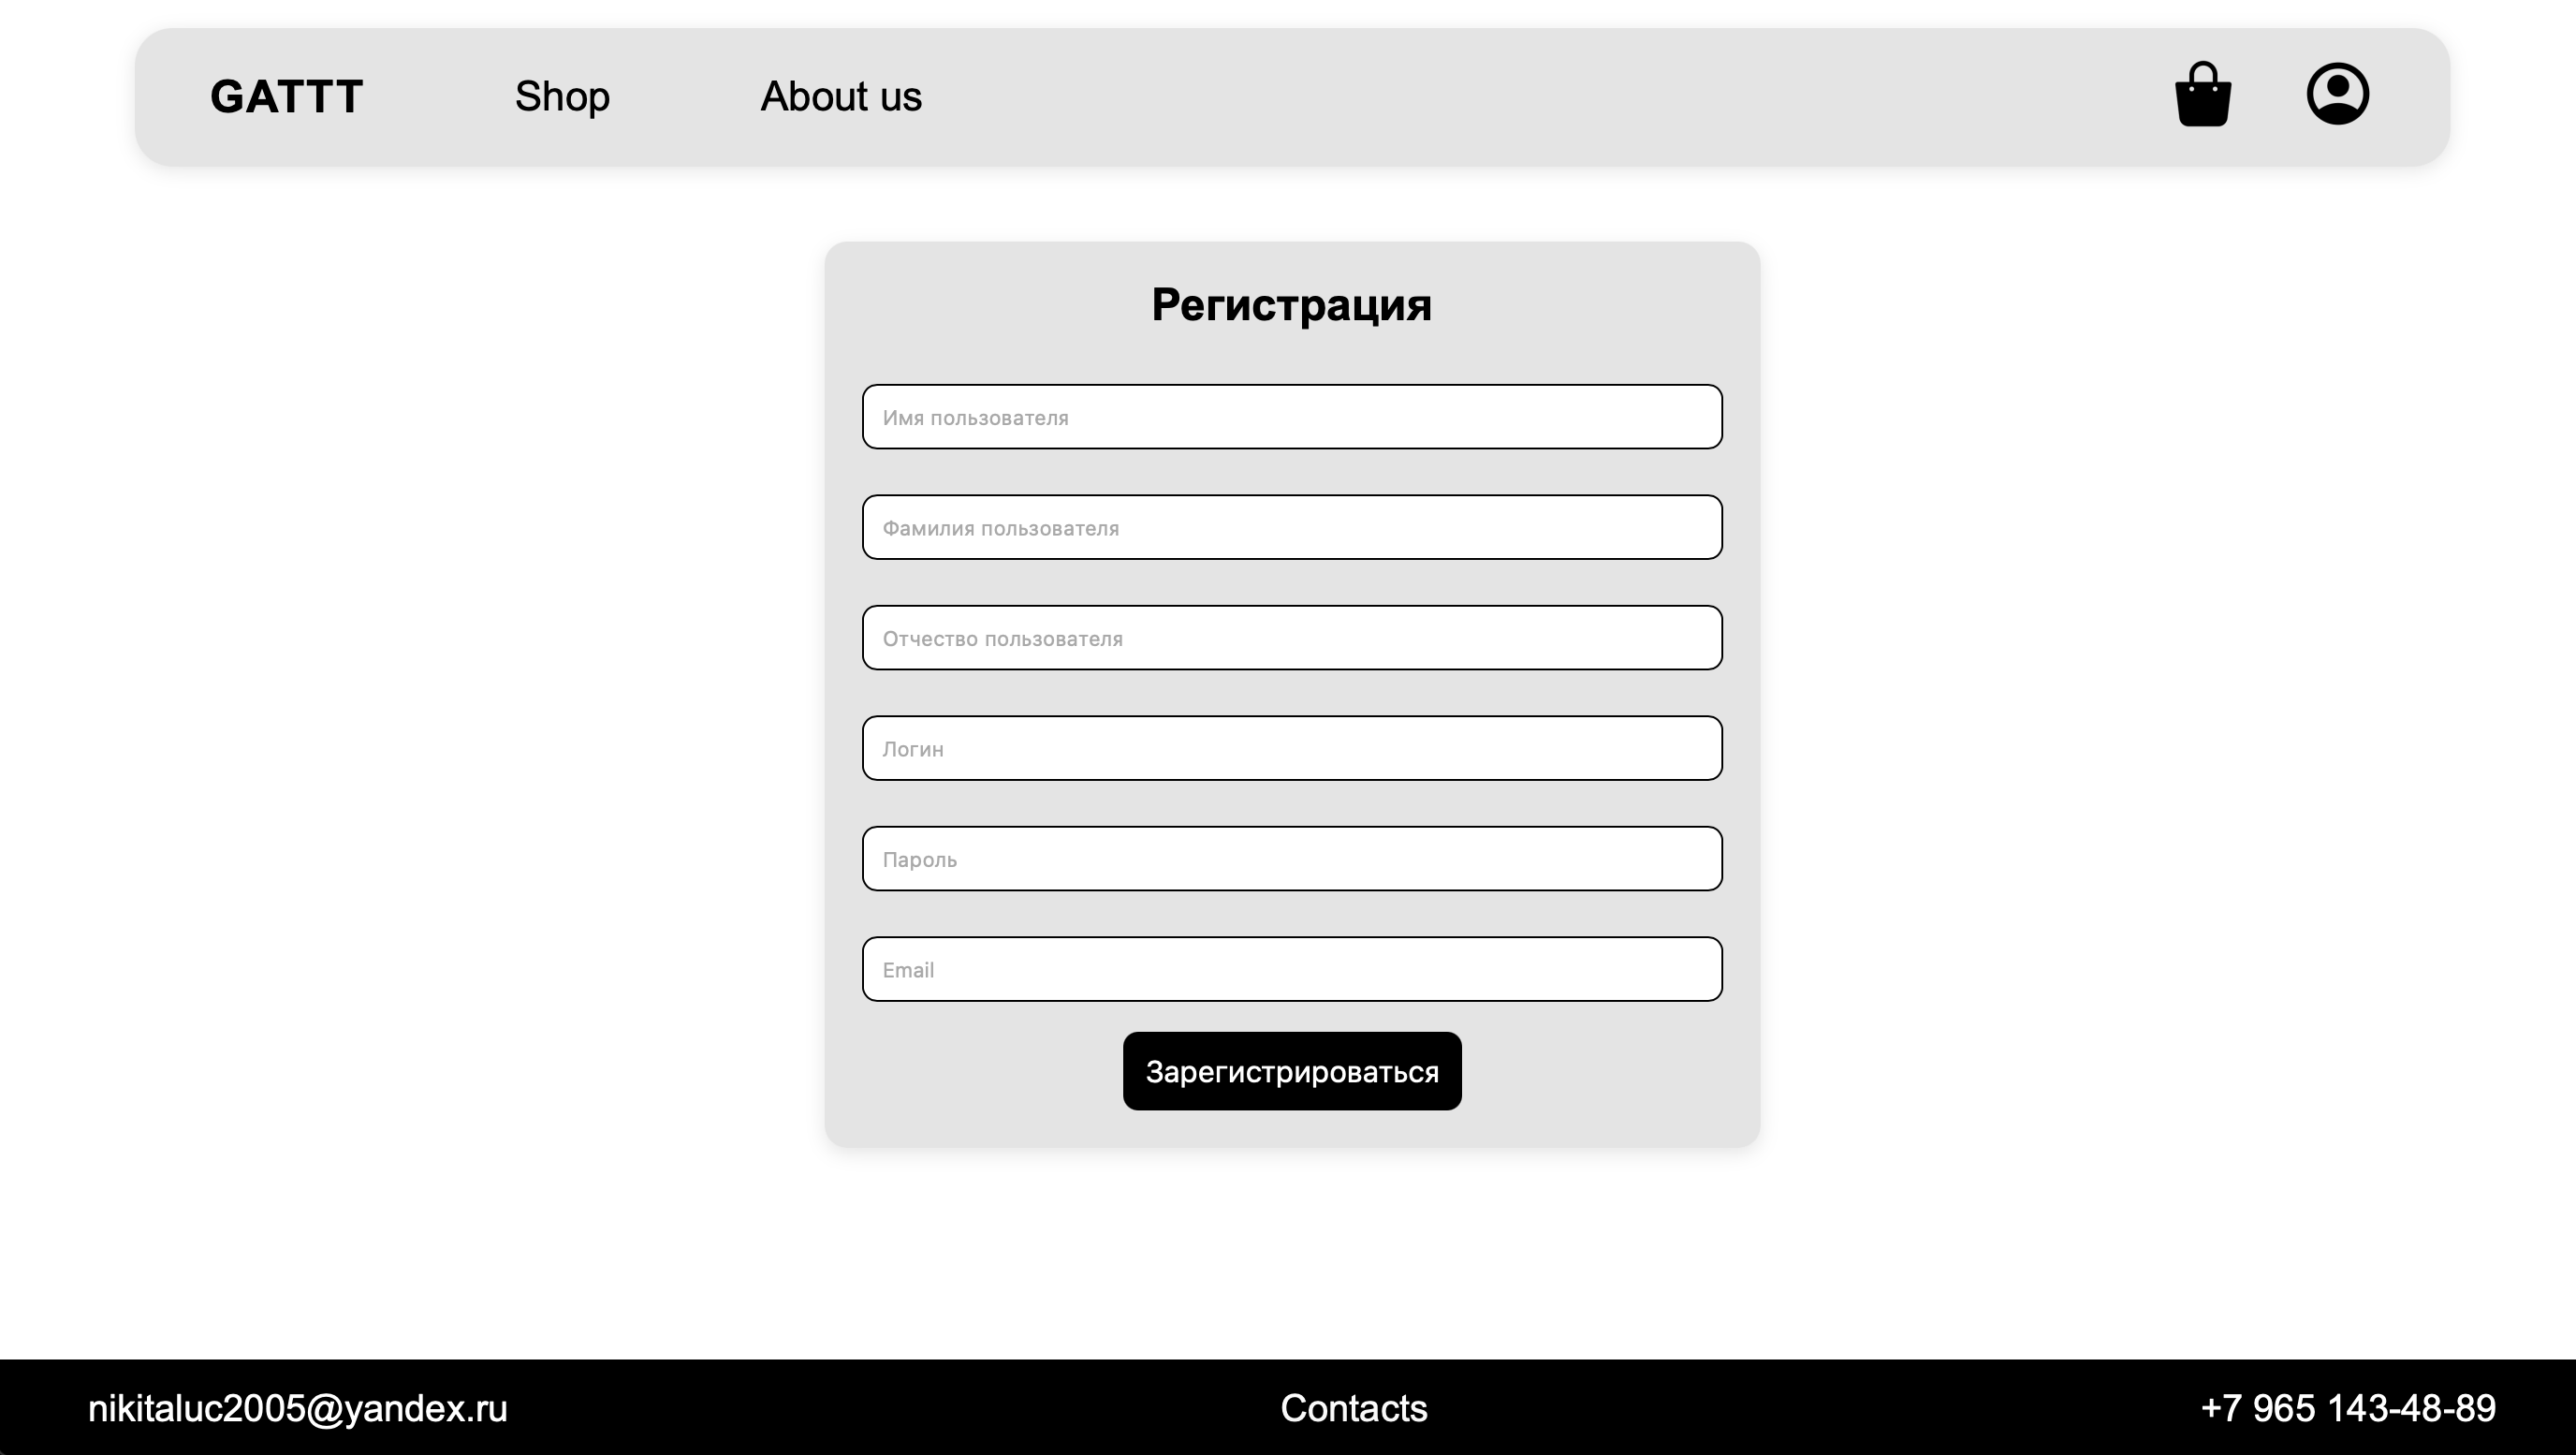 GATTT Shop About us
Регистрация
Имя пользователя
Фамилия пользователя
Отчество пользователя
Логин
Пароль
Email
Зарегистрироваться
nikitaluc2005@yandex.ru Contacts +7 965 143-48-89